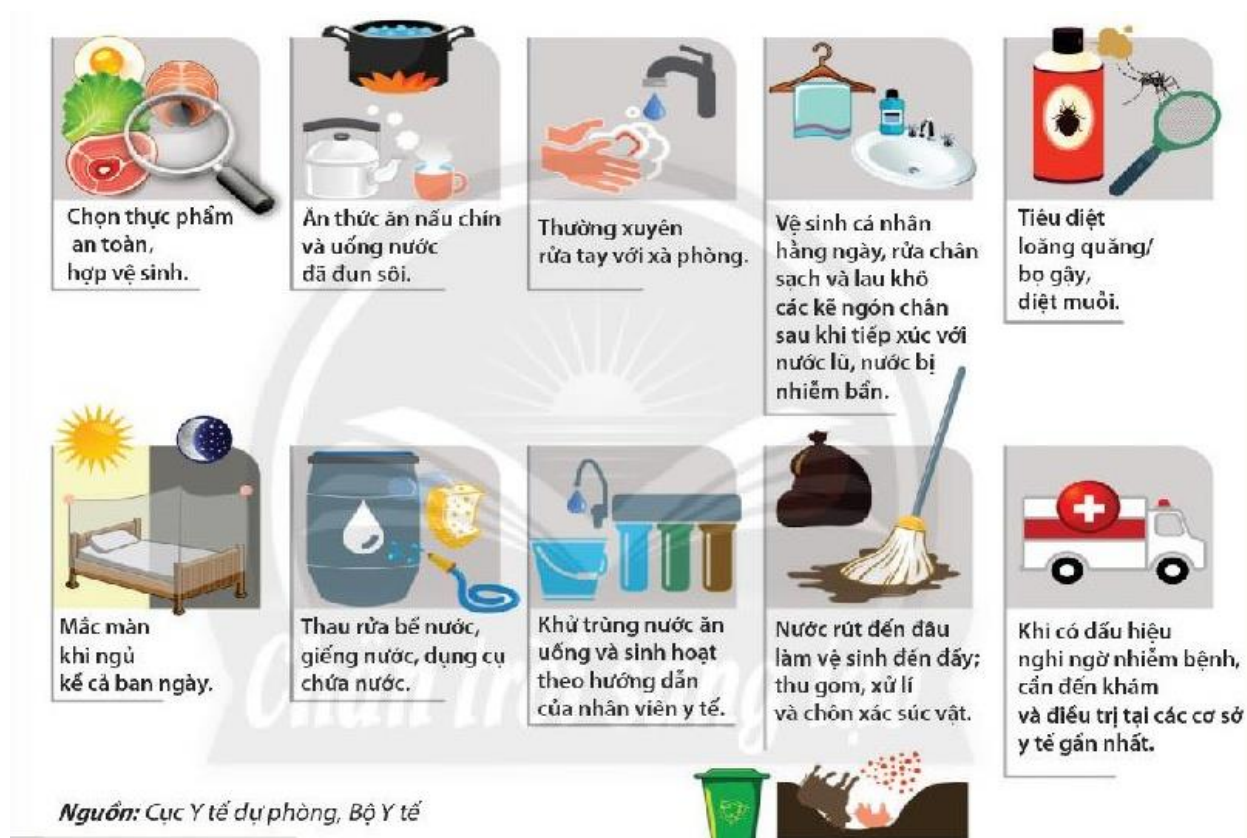 Chọn thực phẩm
an toàn,
hợp vệ sinh.
Ăn thức ăn nấu chín
và uống nước
đã đun sôi.
Thường xuyên
rửa tay với xà phòng.
Vệ sinh cá nhân
hằng ngày, rửa chân
sạch và lau khô
các kẽ ngón chân
sau khi tiếp xúc với
nước lũ, nước bị
nhiễm bẩn.
Tiêu diệt
loăng quăng/
bọ gậy,
diệt muỗi.
Mắc màn
khi ngủ
kể cả ban ngày.
Thau rửa bể nước,
giếng nước, dụng cụ
chứa nước.
Khử trùng nước ăn
uống và sinh hoạt
theo hướng dẫn
của nhân viên y tế.
Nước rút đến đâu
làm vệ sinh đến đấy;
thu gom, xử lí
và chôn xác súc vật.
Khi có dấu hiệu
nghi ngờ nhiễm bệnh,
cần đến khám
và điều trị tại các cơ sở
y tế gần nhất.
Chân trời sáng tạo
Nguồn: Cục Y tế dự phòng, Bộ Y tế